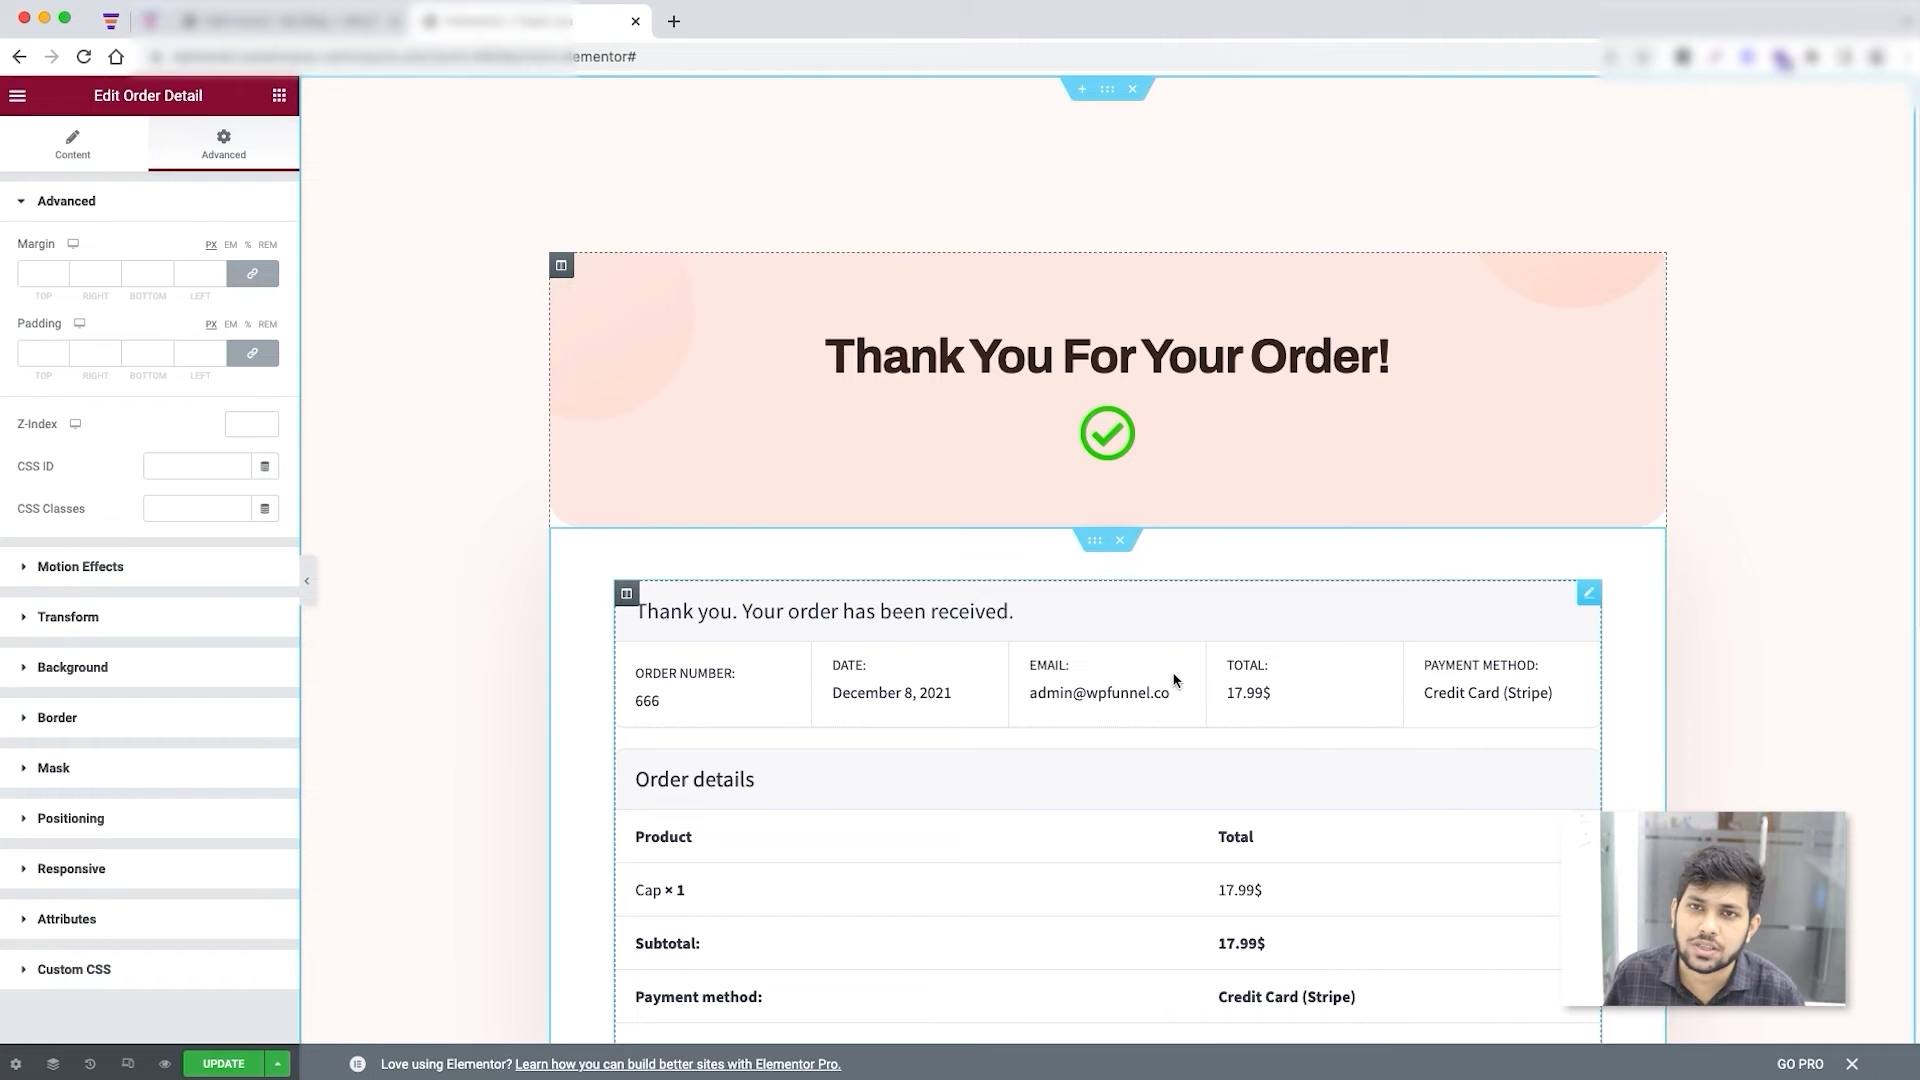 ementor#
Edit Order Detail
Content
Advanced
Advanced
Margin PX EM % REM
TOP RIGHT BOTTOM LEFT
Padding PX EM % REM
TOP RIGHT BOTTOM LEFT
Z-Index
CSS ID
CSS Classes
Motion Effects
Transform
Background
Border
Mask
Positioning
Responsive
Attributes
Custom CSS
UPDATE
Thank You For Your Order!
Thank you. Your order has been received.
ORDER NUMBER:
666
DATE:
December 8, 2021
EMAIL:
admin@wpfunnel.co
TOTAL:
17.99$
PAYMENT METHOD:
Credit Card (Stripe)
Order details
Product Total
Cap × 1 17.99$
Subtotal: 17.99$
Payment method: Credit Card (Stripe)
Love using Elementor? Learn how you can build better sites with Elementor Pro.
GO PRO